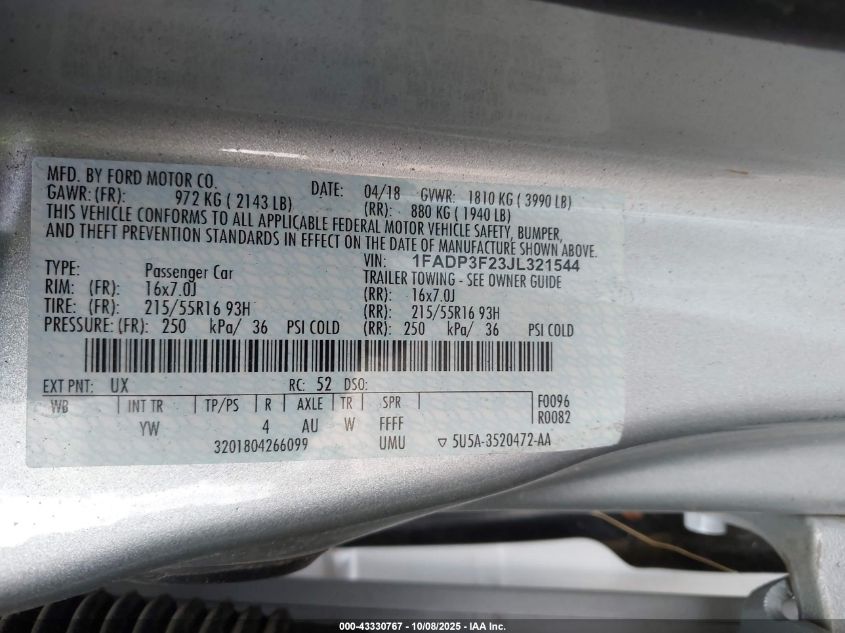 MFD. BY FORD MOTOR CO.
DATE: 04/18 GVWR: 1810 KG ( 3990 LB)
GAWR: (FR): 972 KG ( 2143 LB) (RR): 880 KG ( 1940 LB)
THIS VEHICLE CONFORMS TO ALL APPLICABLE FEDERAL MOTOR VEHICLE SAFETY, BUMPER,
AND THEFT PREVENTION STANDARDS IN EFFECT ON THE DATE OF MANUFACTURE SHOWN ABOVE.
VIN: 1FADP3F23JL321544
TYPE: Passenger Car TRAILER TOWING - SEE OWNER GUIDE
RIM: (FR): 16x7.0J (RR): 16x7.0J
TIRE: (FR): 215/55R16 93H (RR): 215/55R16 93H
PRESSURE: (FR): 250 kPa/ 36 PSI COLD (RR): 250 kPa/ 36 PSI COLD
EXT PNT: UX RC: 52 DSO:
WB INT TR TP/PS R AXLE TR SPR F0096
YW 4 AU W FFFF R0082
3201804266099 UMU ▽ 5U5A-3520472-AA
000-43330767 - 10/08/2025 - IAA Inc.